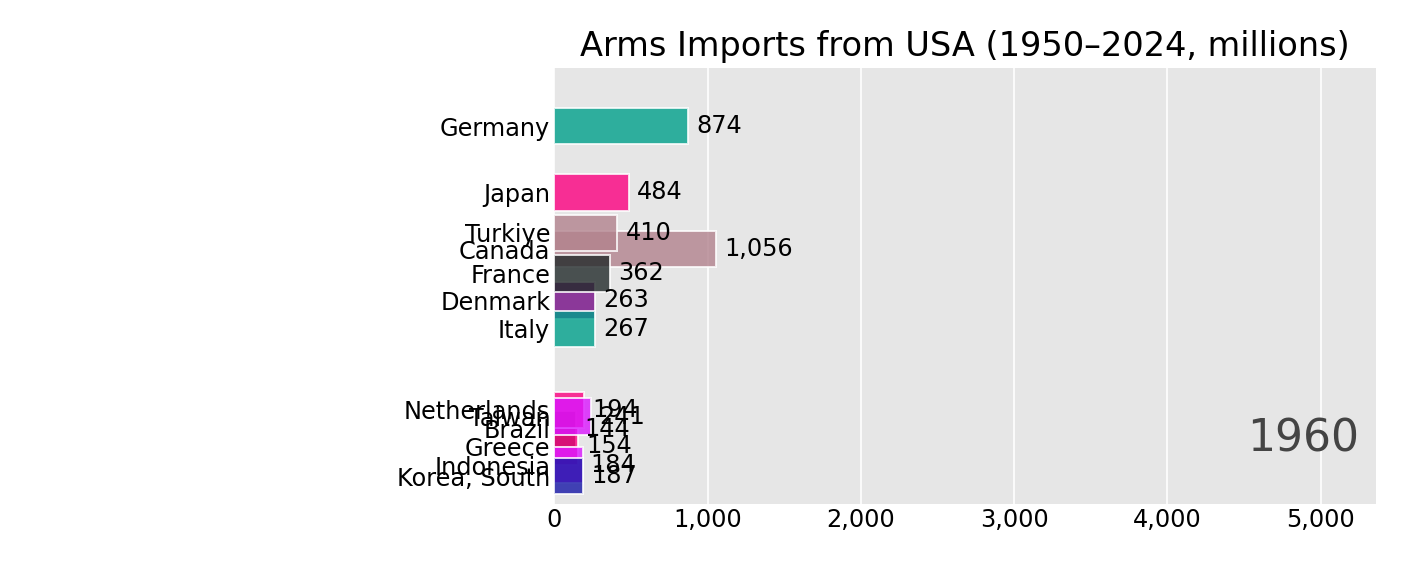 Arms Imports from USA (1950–2024, millions)
Germany 874
Japan 484
Turkiye 410
Canada 1,056
France 362
Denmark 263
Italy 267
Netherlands 194
Taiwan 241
Brazil 144
Greece 154
Indonesia 184
Korea, South 187
1960
0 1,000 2,000 3,000 4,000 5,000